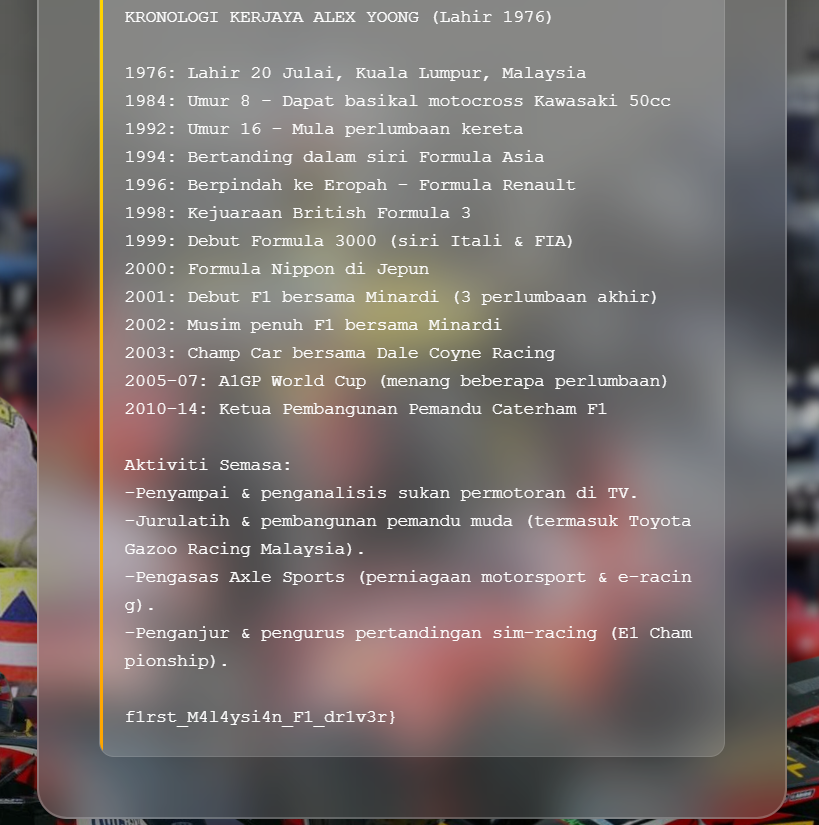 KRONOLOGI KERJAYA ALEX YOONG (Lahir 1976)
1976: Lahir 20 Julai, Kuala Lumpur, Malaysia
1984: Umur 8 – Dapat basikal motocross Kawasaki 50cc
1992: Umur 16 – Mula perlumbaan kereta
1994: Bertanding dalam siri Formula Asia
1996: Berpindah ke Eropah – Formula Renault
1998: Kejuaraan British Formula 3
1999: Debut Formula 3000 (siri Itali & FIA)
2000: Formula Nippon di Jepun
2001: Debut F1 bersama Minardi (3 perlumbaan akhir)
2002: Musim penuh F1 bersama Minardi
2003: Champ Car bersama Dale Coyne Racing
2005–07: A1GP World Cup (menang beberapa perlumbaan)
2010–14: Ketua Pembangunan Pemandu Caterham F1
Aktiviti Semasa:
-Penyampai & penganalisis sukan permotoran di TV.
-Jurulatih & pembangunan pemandu muda (termasuk Toyota
Gazoo Racing Malaysia).
-Pengasas Axle Sports (perniagaan motorsport & e-racin
g).
-Penganjur & pengurus pertandingan sim-racing (E1 Cham
pionship).
f1rst_M4l4ysi4n_F1_dr1v3r}